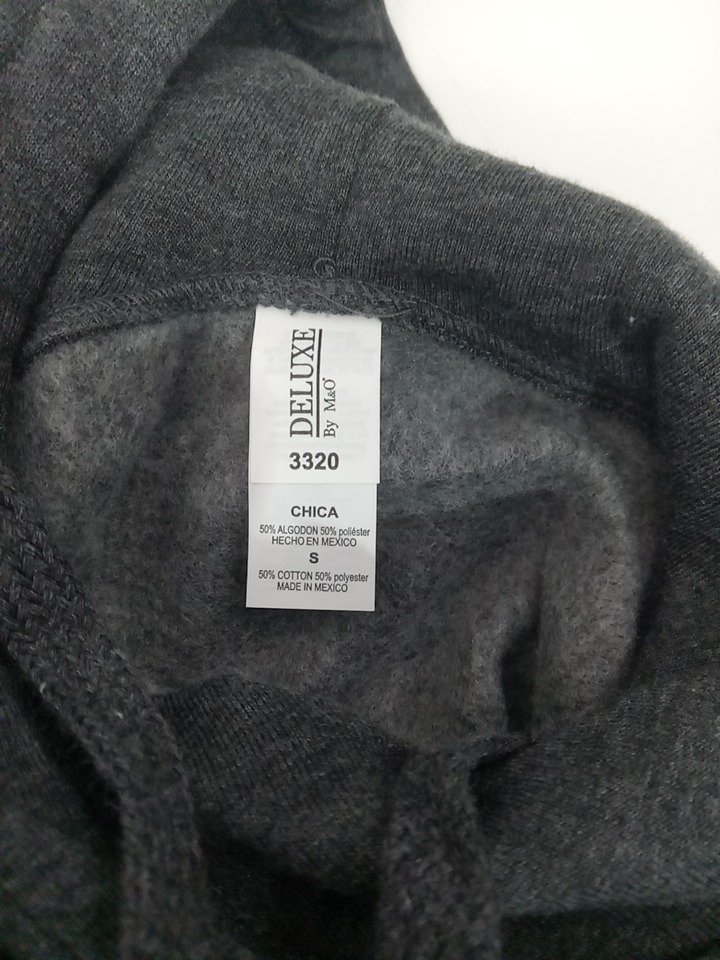 DELUXE
By M&O®
3320
CHICA
50% ALGODON 50% poliéster
HECHO EN MEXICO
S
50% COTTON 50% polyester
MADE IN MEXICO